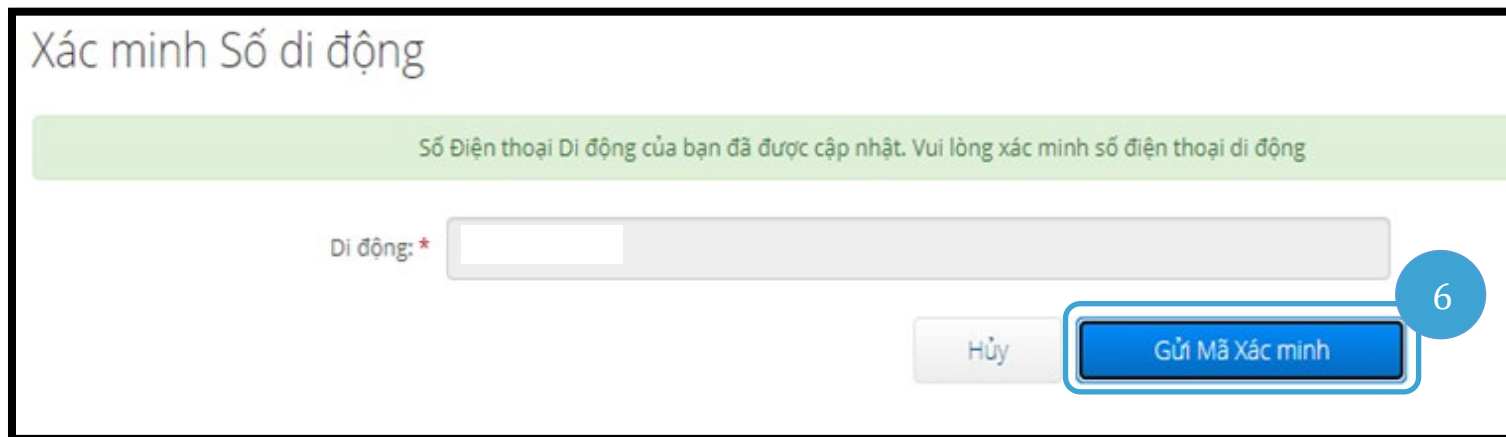 Xác minh Số di động
Số Điện thoại Di động của bạn đã được cập nhật. Vui lòng xác minh số điện thoại di động
Di động: *
6
Hủy Gửi Mã Xác minh